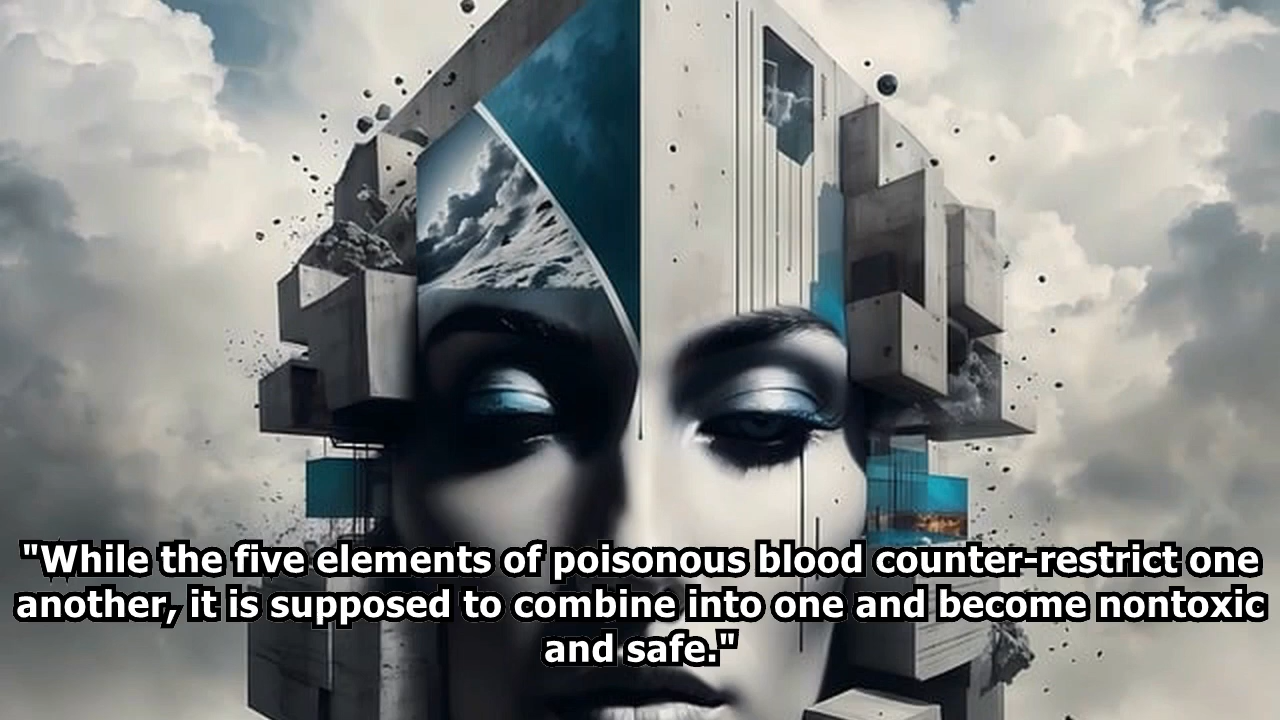 "While the five elements of poisonous blood counter-restrict one
another, it is supposed to combine into one and become nontoxic
and safe."